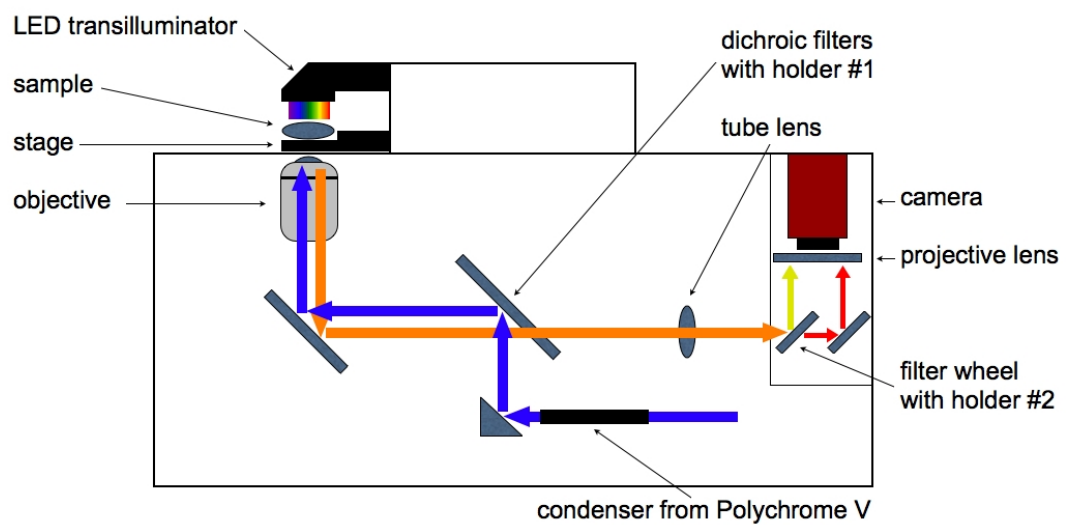 LED transilluminator
sample
stage
objective
dichroic filters
with holder #1
tube lens
camera
projective lens
filter wheel
with holder #2
condenser from Polychrome V